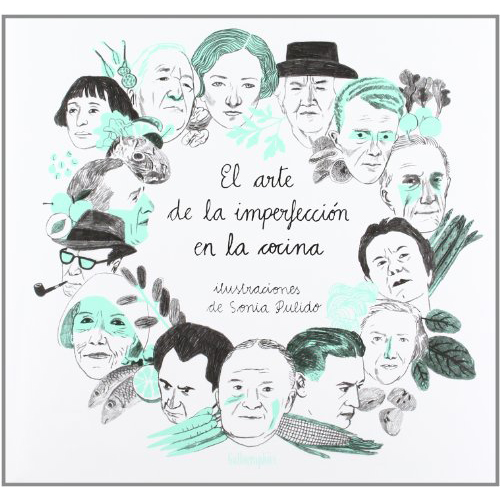 El arte
de la imperfección
en la cocina
ilustraciones
de Sonia Pulido